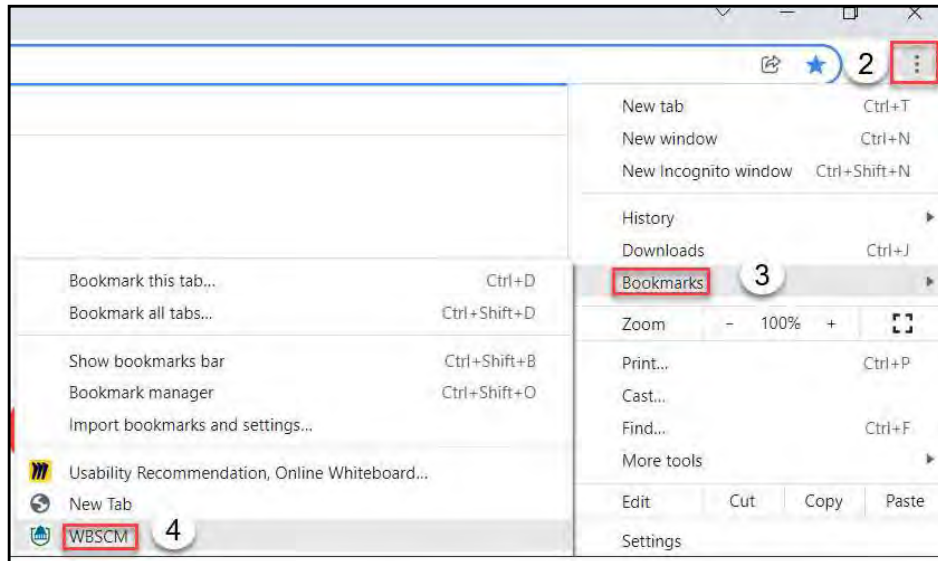 2
New tab Ctrl+T
New window Ctrl+N
New Incognito window Ctrl+Shift+N
History
Downloads Ctrl+J
Bookmarks 3
Zoom - 100% +
Print... Ctrl+P
Cast...
Find... Ctrl+F
More tools
Edit Cut Copy Paste
Settings
Bookmark this tab... Ctrl+D
Bookmark all tabs... Ctrl+Shift+D
Show bookmarks bar Ctrl+Shift+B
Bookmark manager Ctrl+Shift+O
Import bookmarks and settings...
Usability Recommendation, Online Whiteboard...
New Tab
WBSCM 4